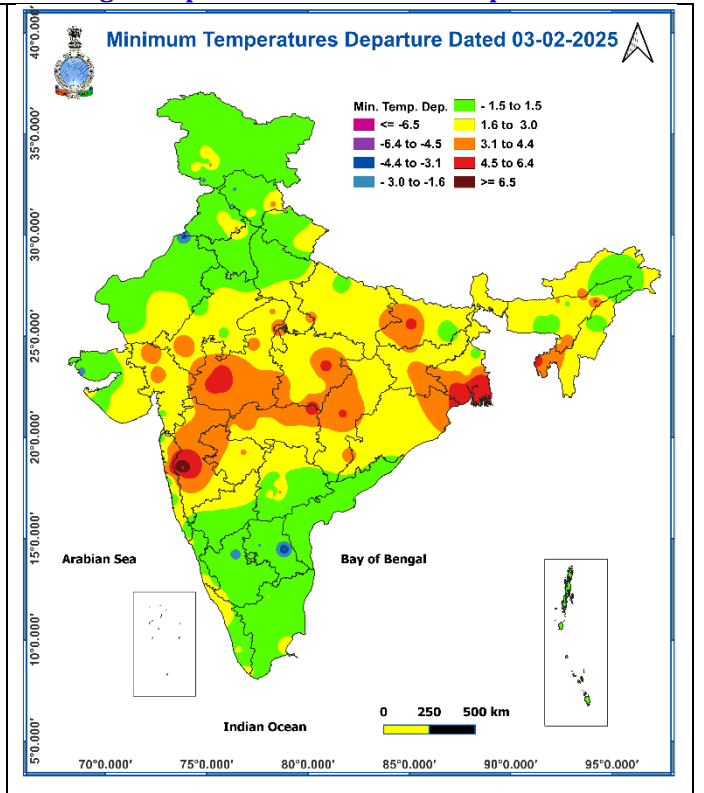 Minimum Temperatures Departure Dated 03-02-2025
Min. Temp. Dep.
<= -6.5
-6.4 to -4.5
-4.4 to -3.1
- 3.0 to -1.6
- 1.5 to 1.5
1.6 to 3.0
3.1 to 4.4
4.5 to 6.4
>= 6.5
40°0.000'
35°0.000'
30°0.000'
25°0.000'
20°0.000'
15°0.000'
10°0.000'
5°0.000'
Arabian Sea
Bay of Bengal
Indian Ocean
0 250 500 km
70°0.000' 75°0.000' 80°0.000' 85°0.000' 90°0.000' 95°0.000'